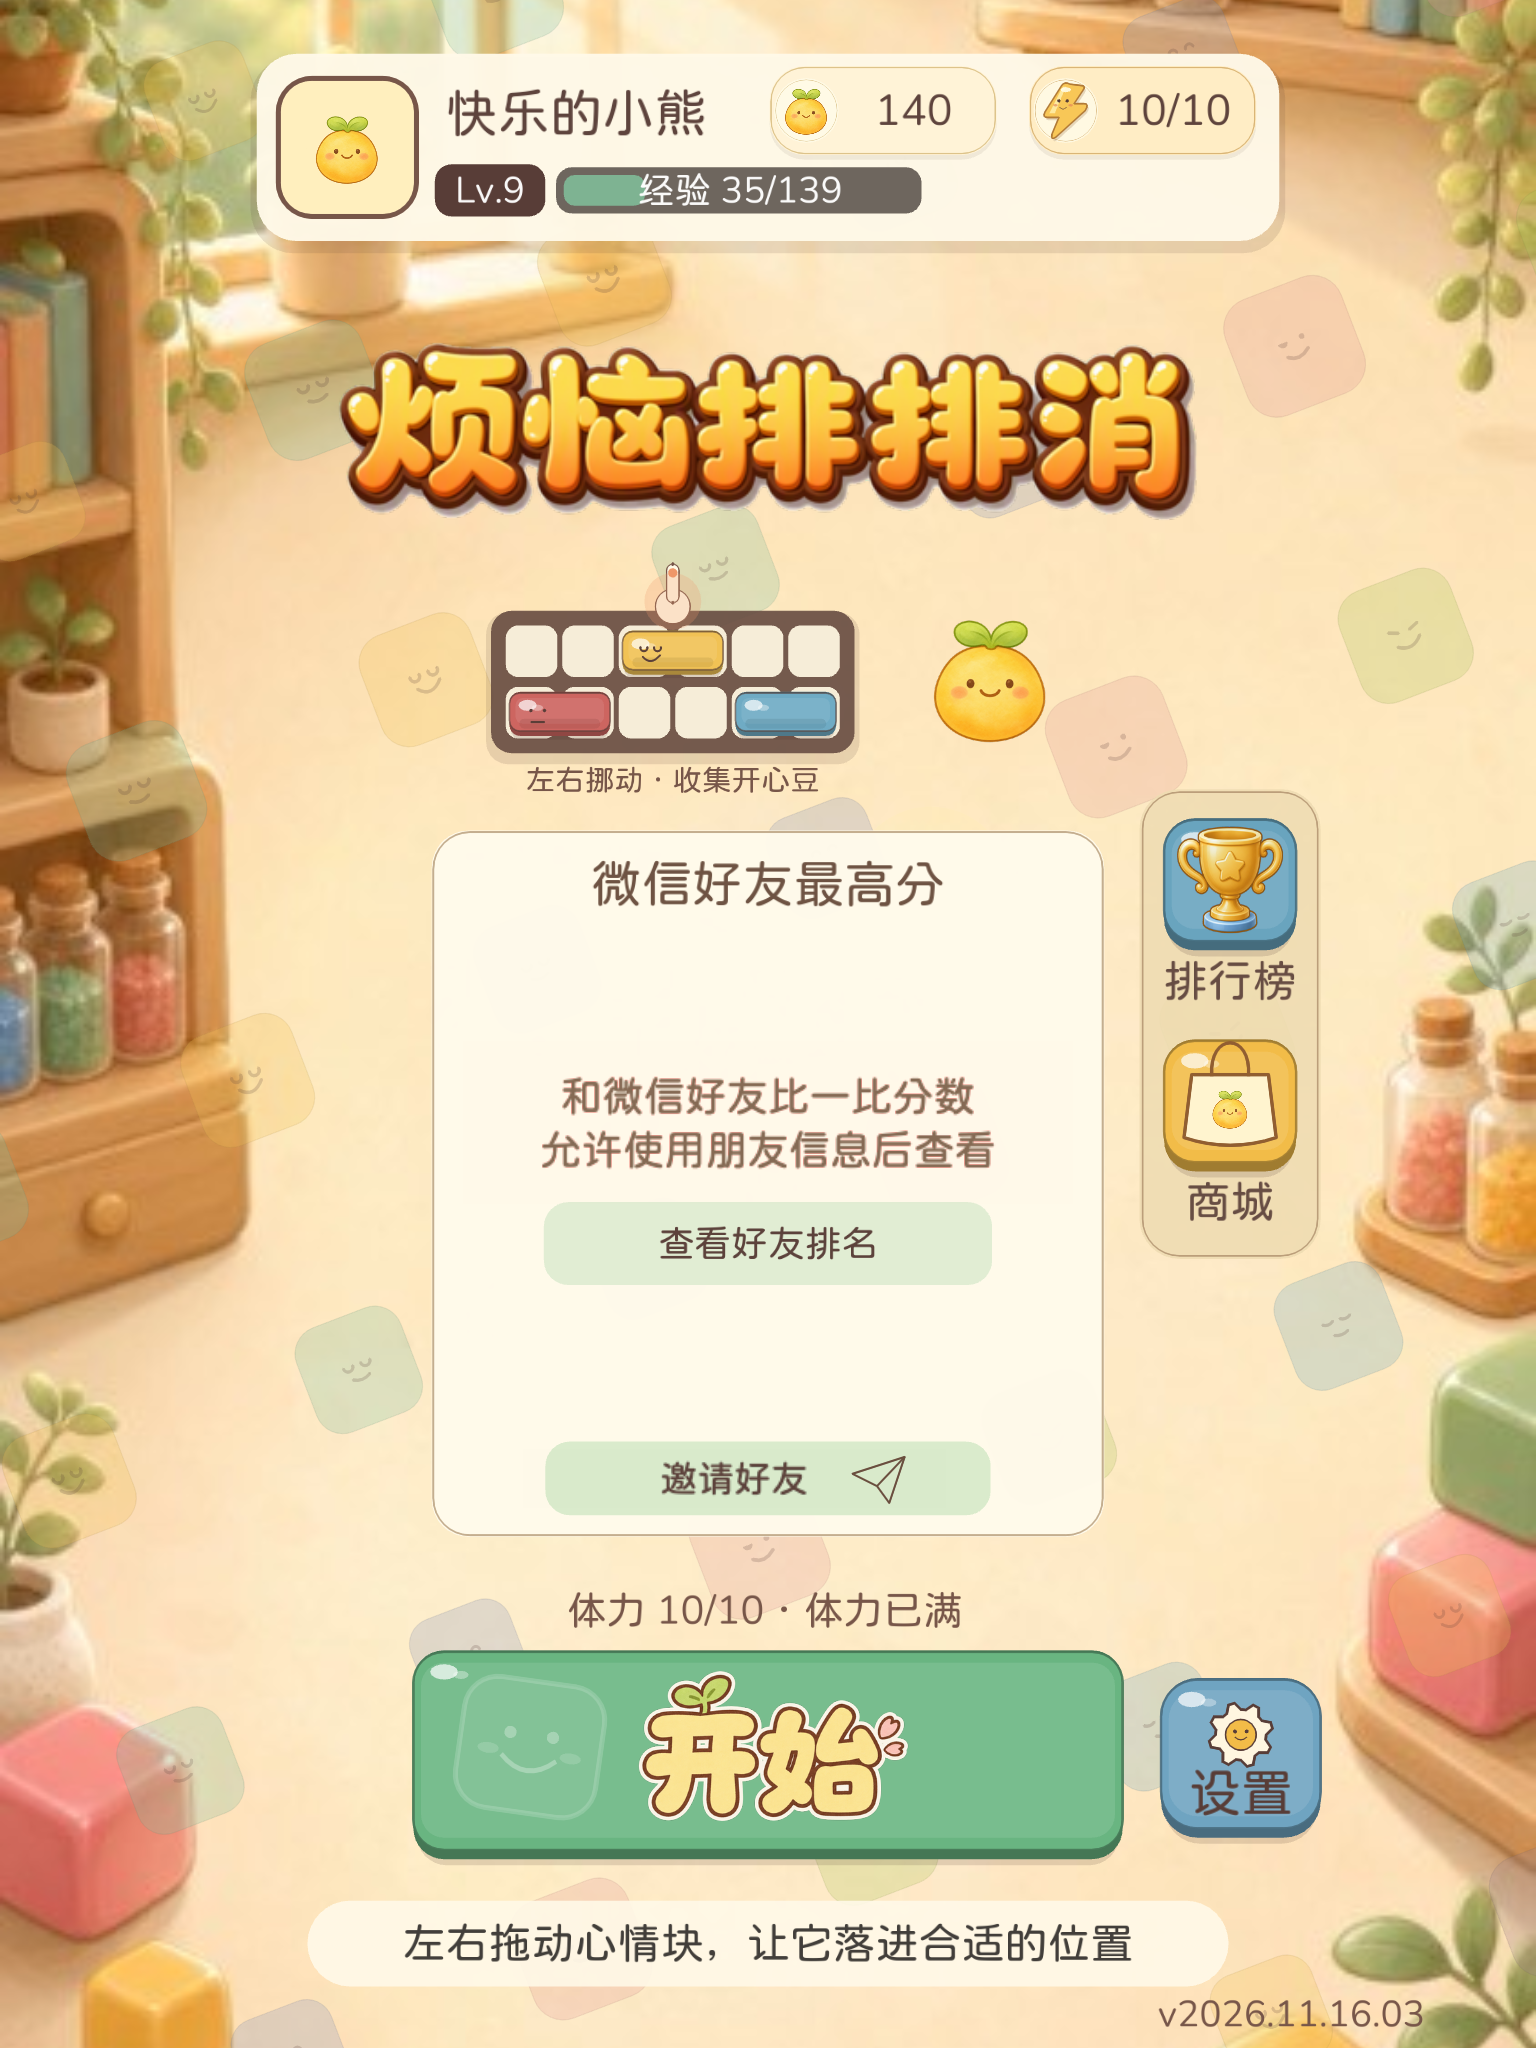 快乐的小熊
140
10/10
Lv.9
经验 35/139
烦恼排排消
左右挪动 · 收集开心豆
微信好友最高分
和微信好友比一比分数
允许使用朋友信息后查看
查看好友排名
邀请好友
排行榜
商城
体力 10/10 · 体力已满
开始
设置
左右拖动心情块，让它落进合适的位置
v2026.11.16.03